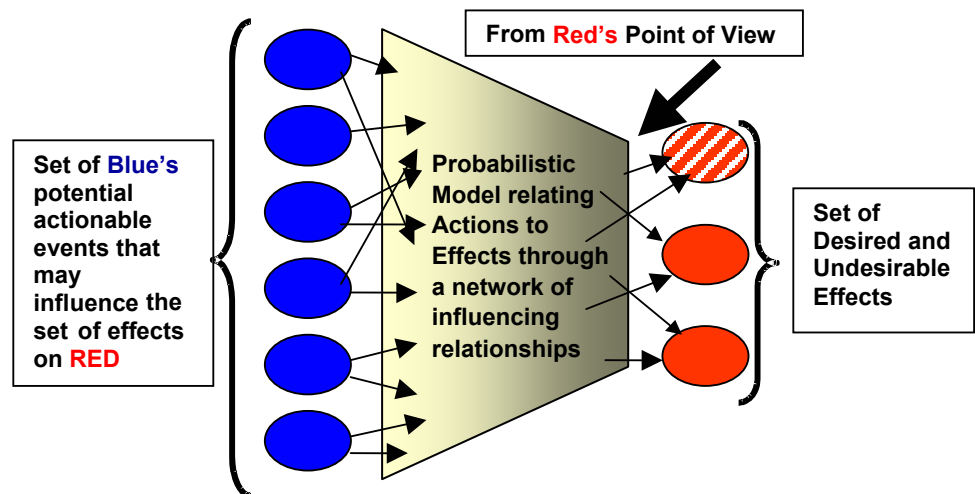 From Red's Point of View
Set of Blue's
potential
actionable
events that
may
influence the
set of effects
on RED
Probabilistic
Model relating
Actions to
Effects through
a network of
influencing
relationships
Set of
Desired and
Undesirable
Effects